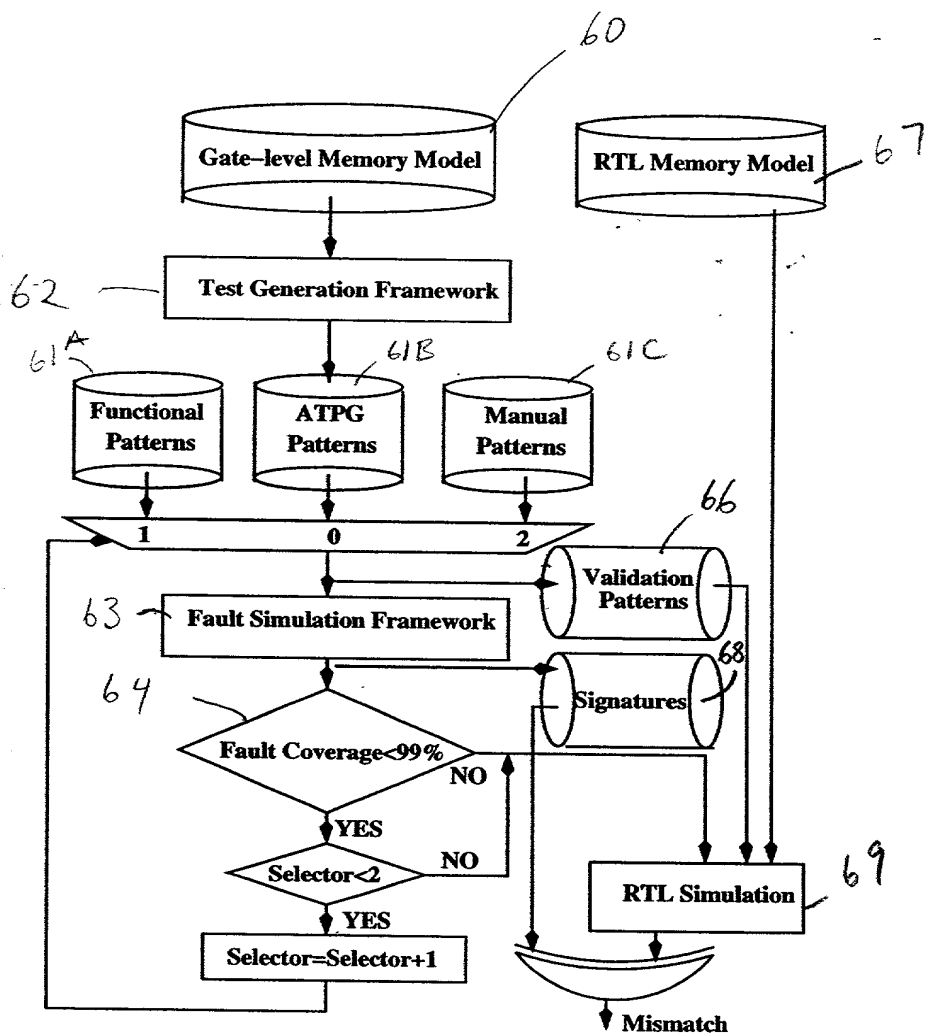 60
Gate-level Memory Model
RTL Memory Model
67
62
Test Generation Framework
61A
61B
61C
Functional
Patterns
ATPG
Patterns
Manual
Patterns
1
0
2
66
Validation
Patterns
63
Fault Simulation Framework
68
Signatures
64
Fault Coverage<99%
NO
YES
Selector<2
NO
YES
Selector=Selector+1
RTL Simulation
69
Mismatch